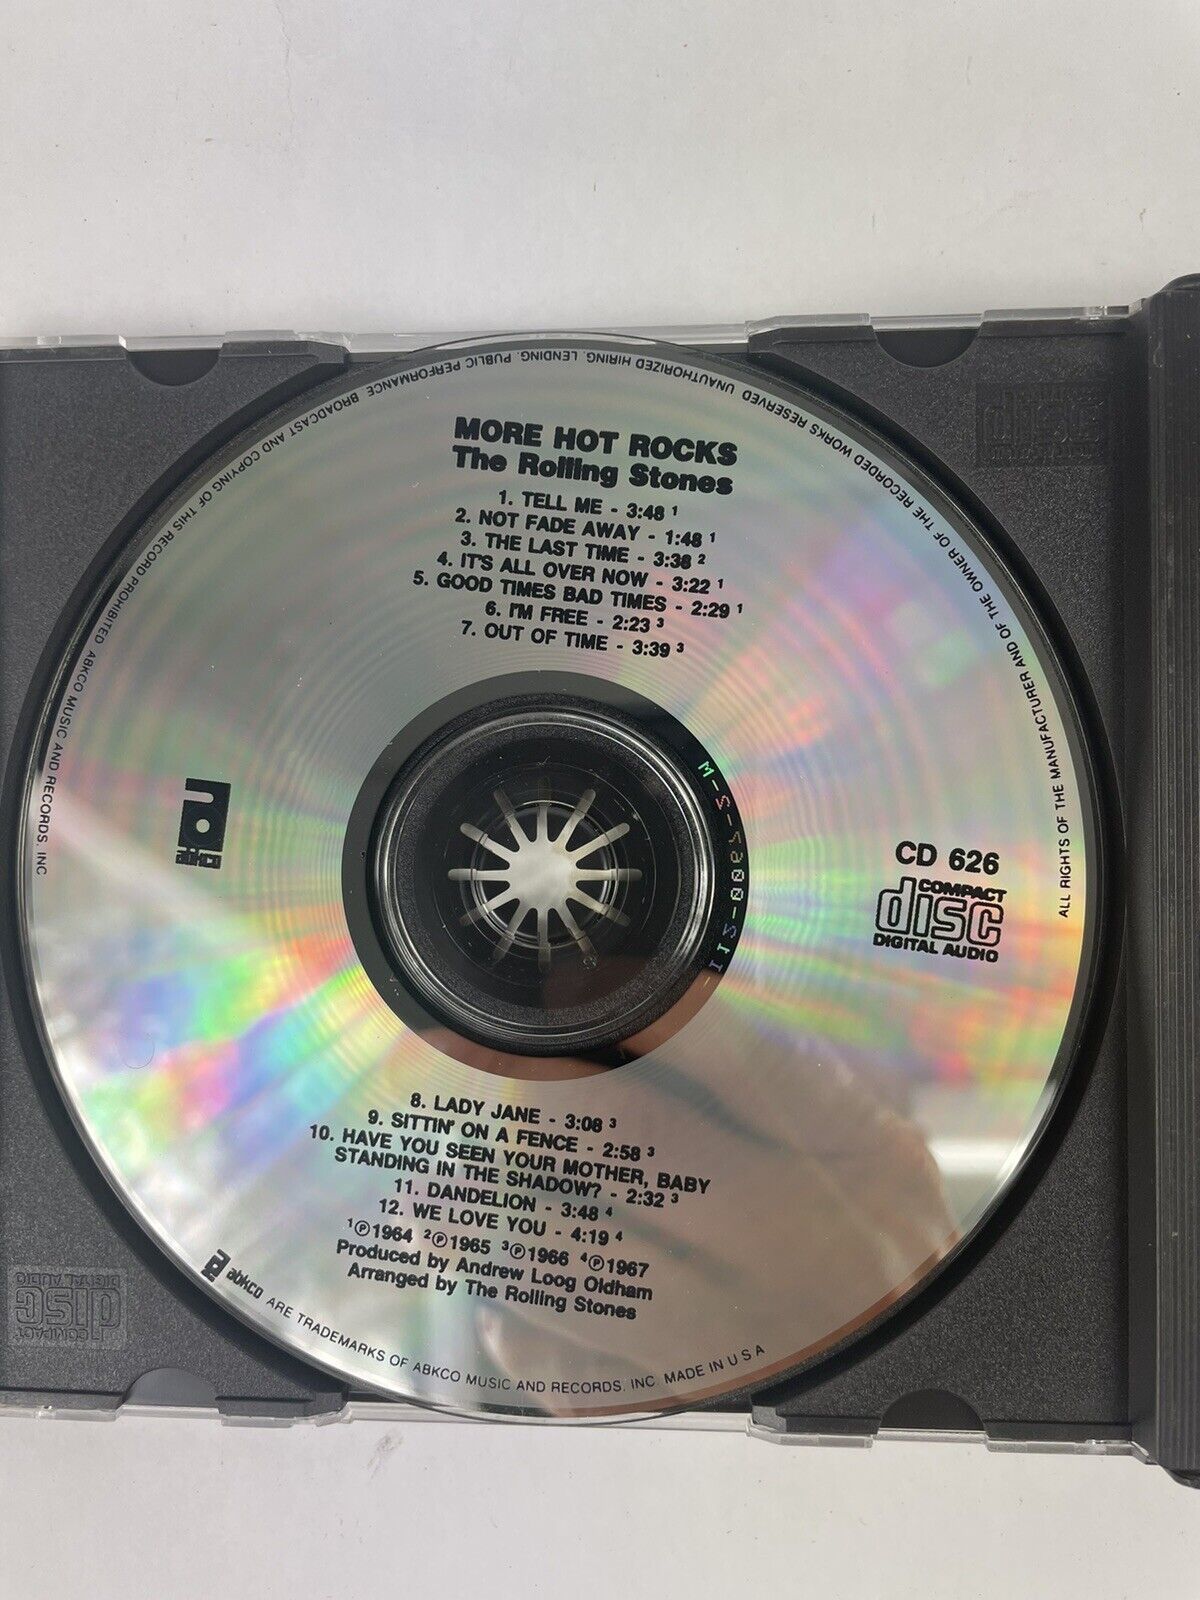 MORE HOT ROCKS
The Rolling Stones
1. TELL ME - 3:48 ¹
2. NOT FADE AWAY - 1:48 ¹
3. THE LAST TIME - 3:38 ²
4. IT'S ALL OVER NOW - 3:22 ¹
5. GOOD TIMES BAD TIMES - 2:29 ¹
6. I'M FREE - 2:23 ³
7. OUT OF TIME - 3:39 ³
abkco
CD 626
COMPACT
disc
DIGITAL AUDIO
8. LADY JANE - 3:08 ³
9. SITTIN' ON A FENCE - 2:58 ³
10. HAVE YOU SEEN YOUR MOTHER, BABY
STANDING IN THE SHADOW? - 2:32 ³
11. DANDELION - 3:48 ⁴
12. WE LOVE YOU - 4:19 ⁴
¹℗1964 ²℗1965 ³℗1966 ⁴℗1967
Produced by Andrew Loog Oldham
Arranged by The Rolling Stones
ALL RIGHTS OF THE MANUFACTURER AND OF THE OWNER OF THE RECORDED WORKS RESERVED UNAUTHORIZED HIRING, LENDING, PUBLIC PERFORMANCE, BROADCAST AND COPYING OF THIS RECORD PROHIBITED ABKCO MUSIC AND RECORDS, INC
abkco ARE TRADEMARKS OF ABKCO MUSIC AND RECORDS, INC. MADE IN U S A
COMPACT
disc
DIGITAL AUDIO